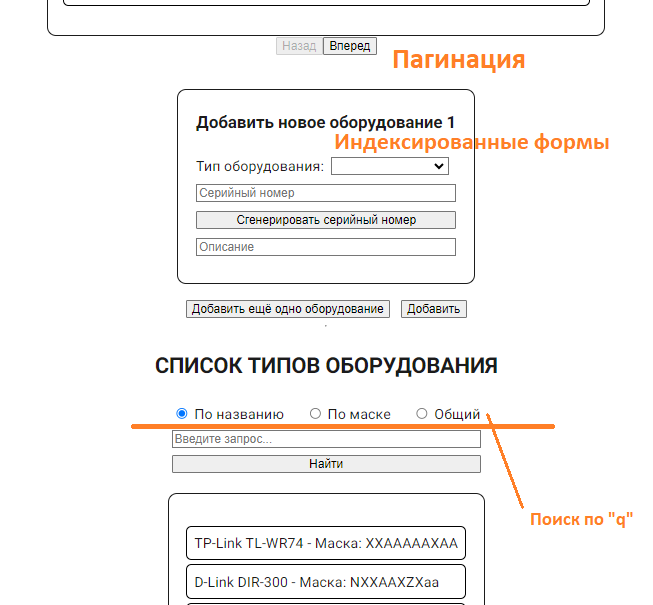 Назад Вперед
Пагинация
Добавить новое оборудование 1
Индексированные формы
Тип оборудования:
Серийный номер
Сгенерировать серийный номер
Описание
Добавить ещё одно оборудование Добавить
СПИСОК ТИПОВ ОБОРУДОВАНИЯ
По названию По маске Общий
Введите запрос...
Найти
Поиск по "q"
TP-Link TL-WR74 - Маска: XXAAAAAXAA
D-Link DIR-300 - Маска: NXXAAXZXaa